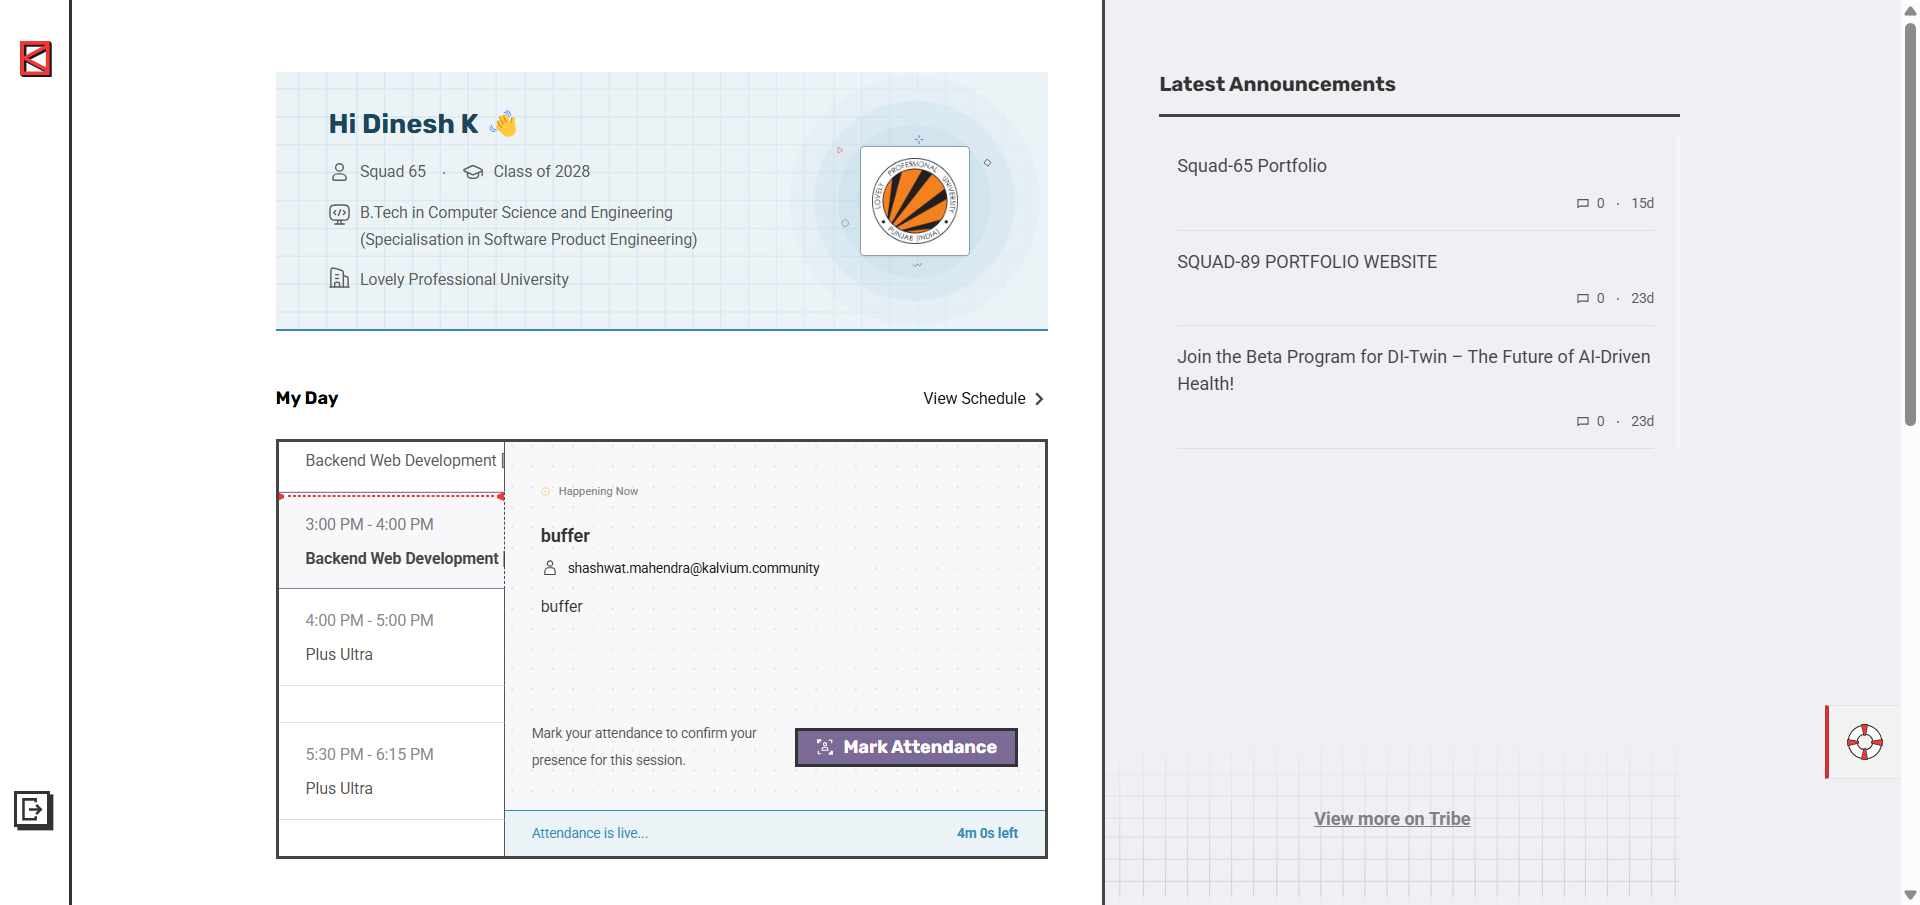 Hi Dinesh K 👋
Squad 65 · Class of 2028
B.Tech in Computer Science and Engineering
(Specialisation in Software Product Engineering)
Lovely Professional University
LOVELY PROFESSIONAL UNIVERSITY
PUNJAB (INDIA)
My Day
View Schedule
Backend Web Development [
3:00 PM - 4:00 PM
Backend Web Development
4:00 PM - 5:00 PM
Plus Ultra
5:30 PM - 6:15 PM
Plus Ultra
Happening Now
buffer
shashwat.mahendra@kalvium.community
buffer
Mark your attendance to confirm your
presence for this session.
Mark Attendance
Attendance is live...
4m 0s left
Latest Announcements
Squad-65 Portfolio
0 · 15d
SQUAD-89 PORTFOLIO WEBSITE
0 · 23d
Join the Beta Program for DI-Twin – The Future of AI-Driven
Health!
0 · 23d
View more on Tribe